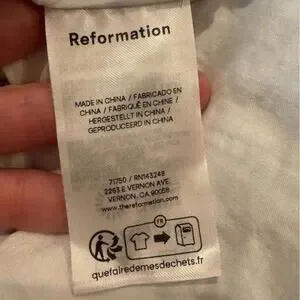 Reformation
MADE IN CHINA / FABRICADO EN
CHINA / FABRIQUÉ EN CHINE /
HERGESTELLT IN CHINA /
GEPRODUCEERD IN CHINA
71750 / RN143248
2263 E VERNON AVE.
VERNON, CA 90058
www.thereformation.com
FR
quefairedemesdechets.fr